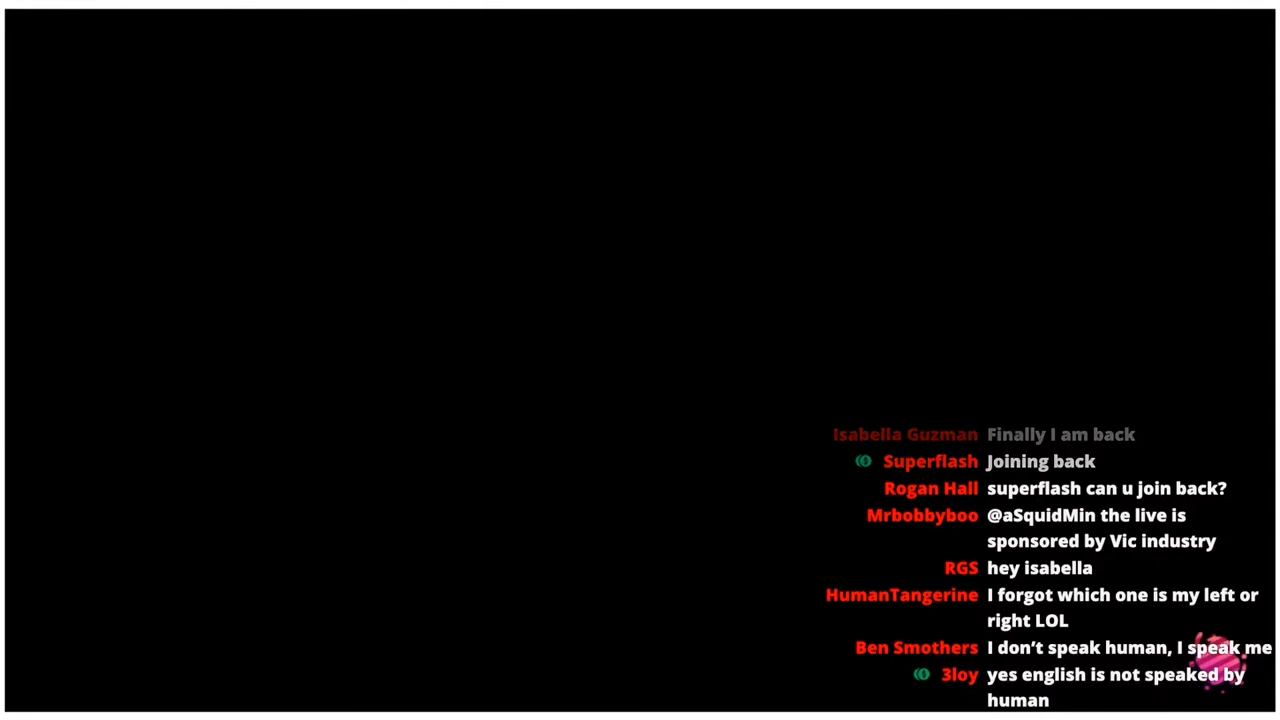 Isabella Guzman Finally I am back
Superflash Joining back
Rogan Hall superflash can u join back?
Mrbobbyboo @aSquidMin the live is
sponsored by Vic industry
RGS hey isabella
HumanTangerine I forgot which one is my left or
right LOL
Ben Smothers I don’t speak human, I speak me
3loy yes english is not speaked by
human